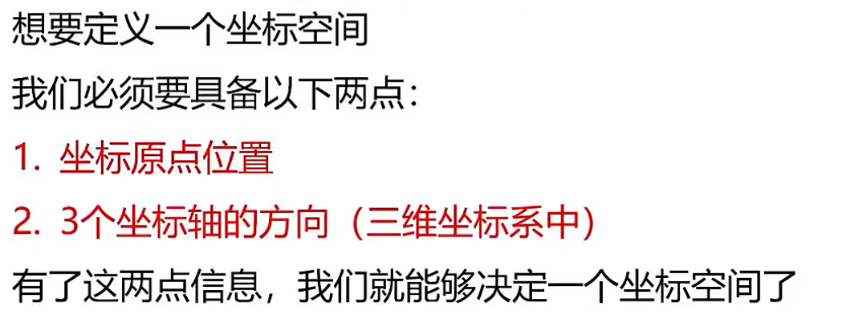 想要定义一个坐标空间
我们必须要具备以下两点：
1. 坐标原点位置
2. 3个坐标轴的方向（三维坐标系中）
有了这两点信息，我们就能够决定一个坐标空间了